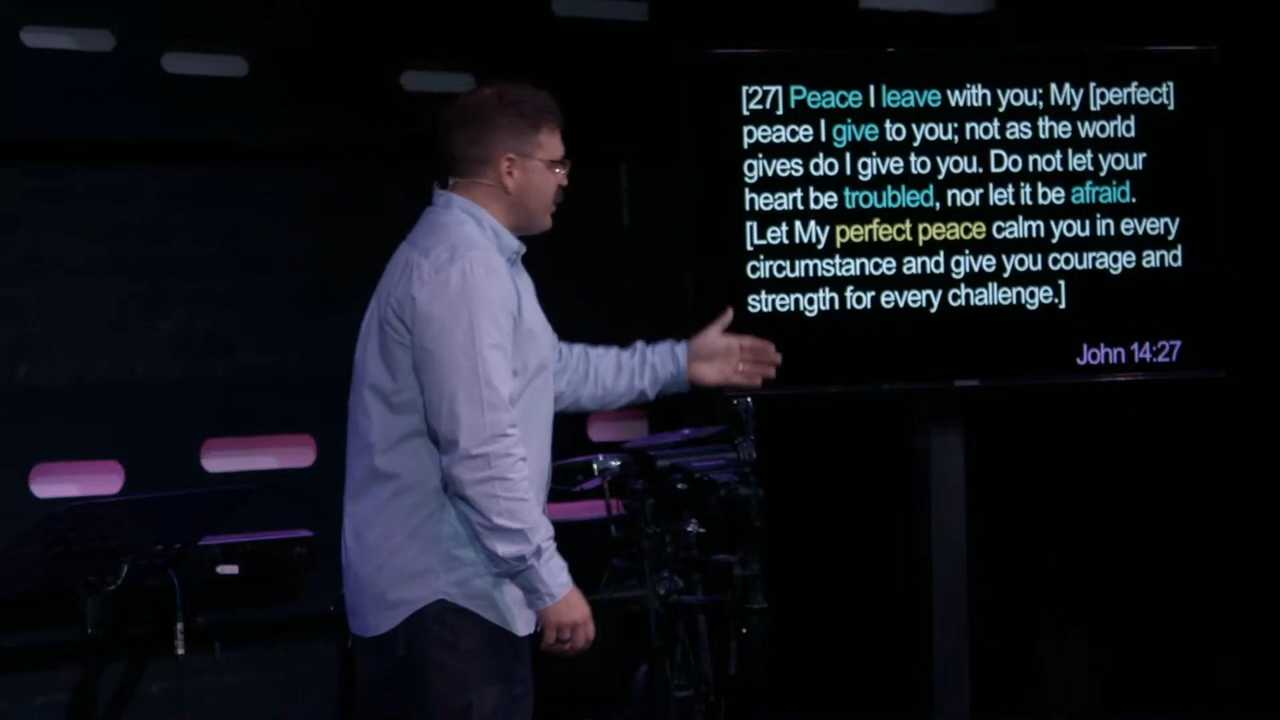 [27] Peace I leave with you; My [perfect]
peace I give to you; not as the world
gives do I give to you. Do not let your
heart be troubled, nor let it be afraid.
[Let My perfect peace calm you in every
circumstance and give you courage and
strength for every challenge.]
John 14:27